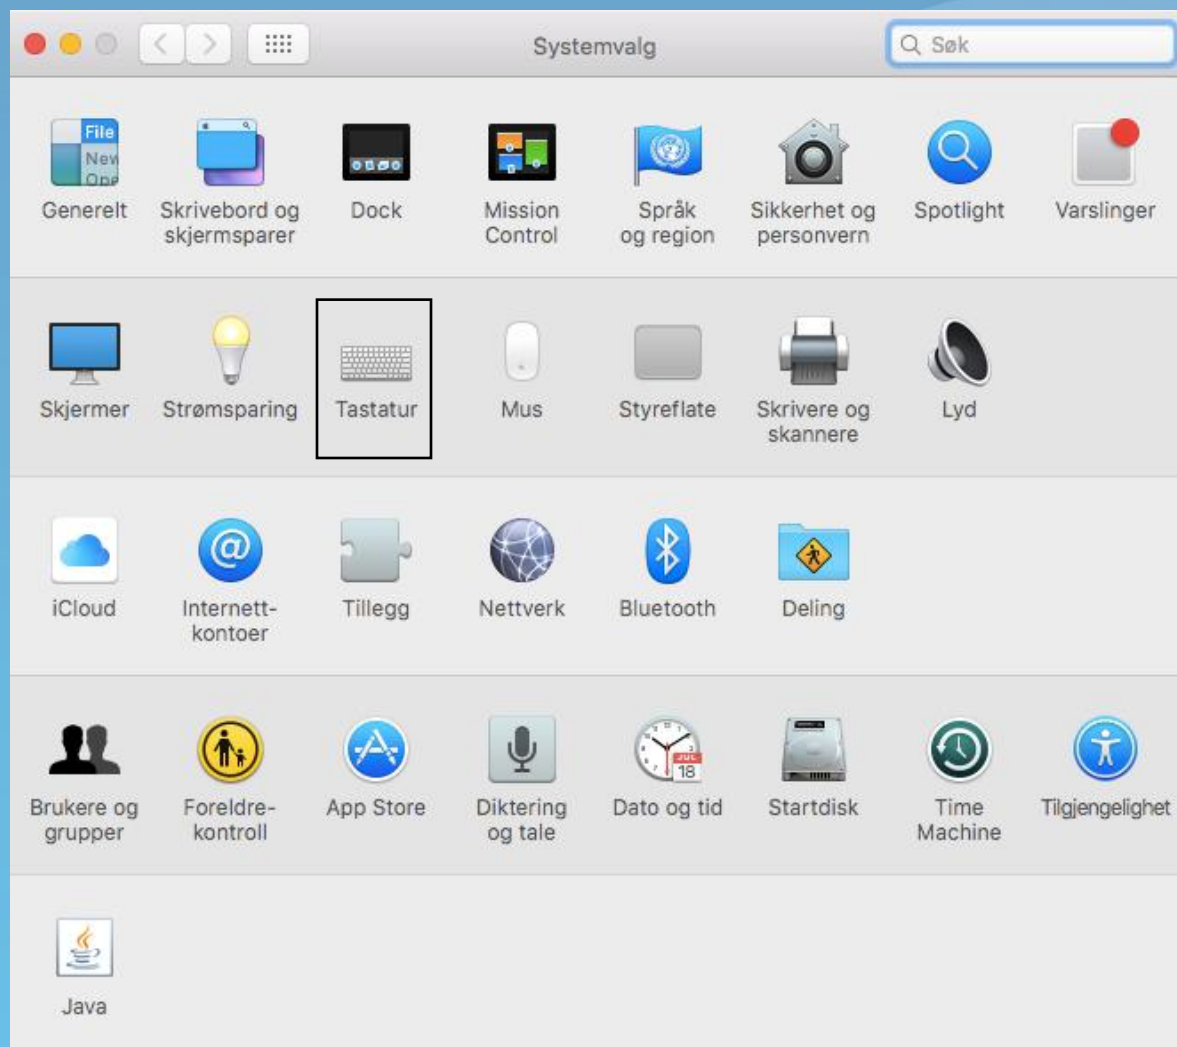 Systemvalg
Søk
File
New
Ope
Generelt
Skrivebord og
skjermsparer
Dock
Mission
Control
Språk
og region
Sikkerhet og
personvern
Spotlight
Varslinger
Skjermer
Strømsparing
Tastatur
Mus
Styreflate
Skrivere og
skannere
Lyd
iCloud
@
Internett-
kontoer
Tillegg
Nettverk
Bluetooth
Deling
Brukere og
grupper
Foreldre-
kontroll
App Store
Diktering
og tale
JUL
18
Dato og tid
Startdisk
Time
Machine
Tilgjengelighet
Java